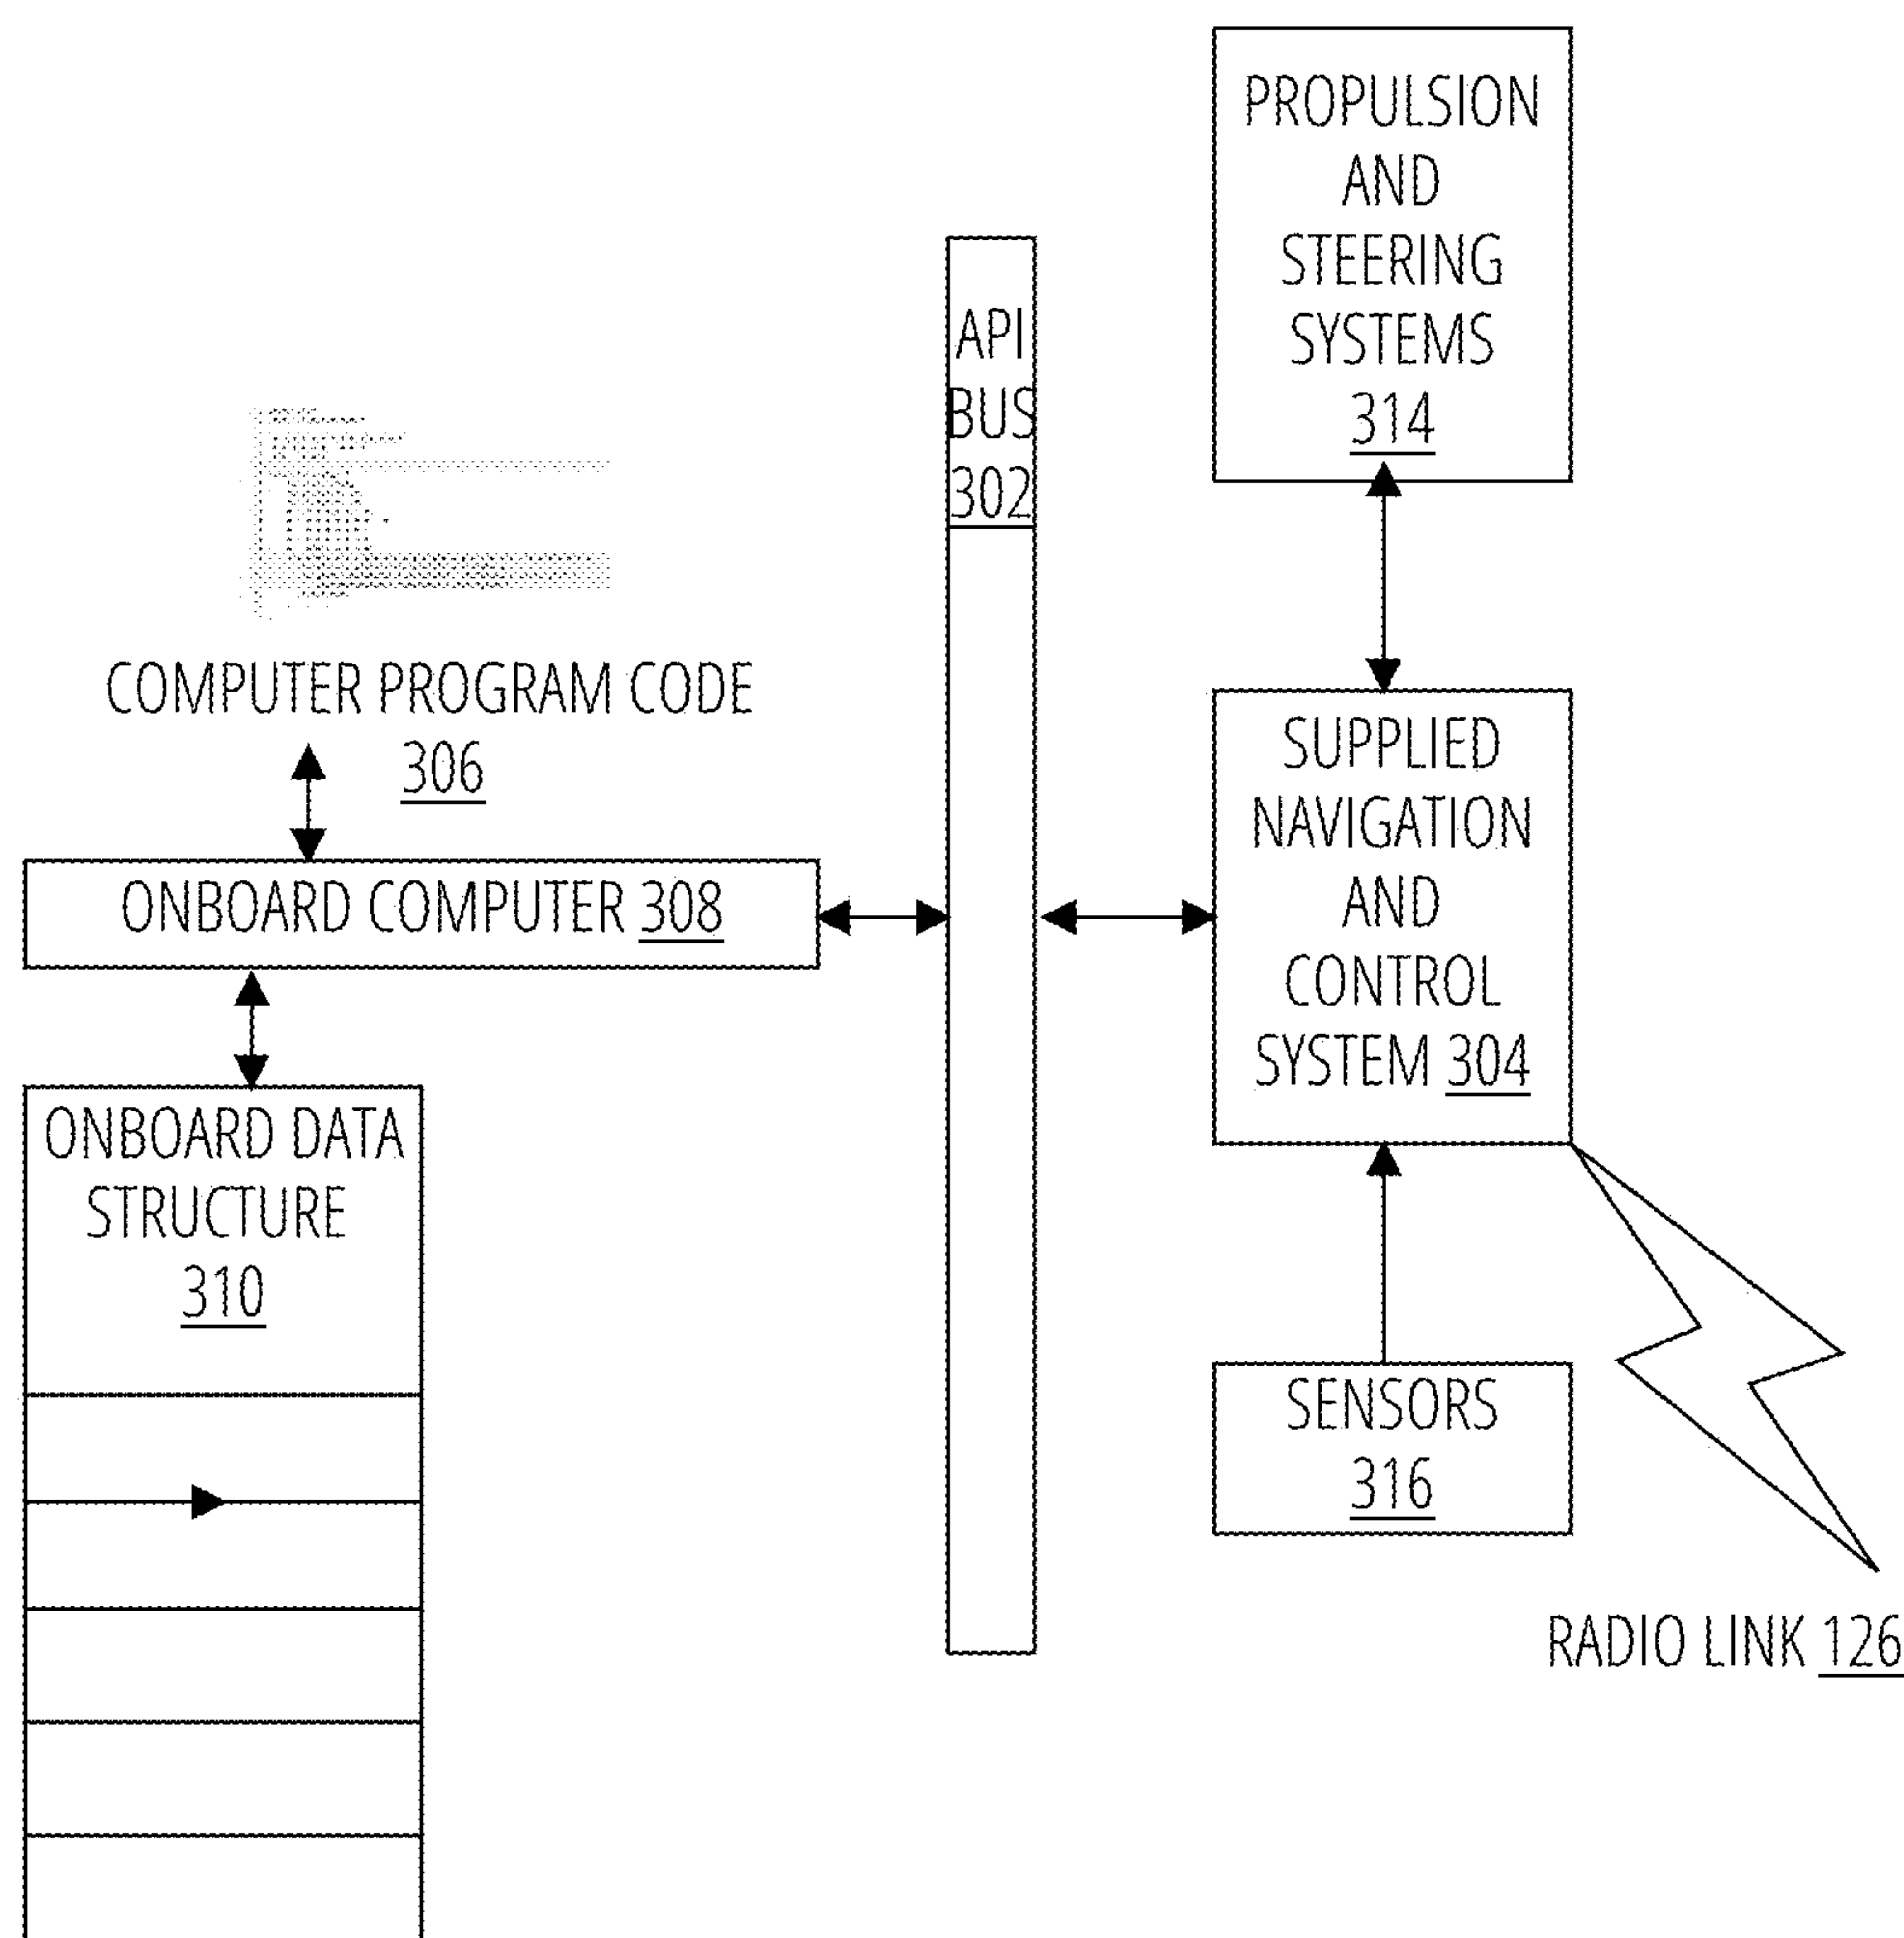 PROPULSION
AND
STEERING
SYSTEMS
314
API
BUS
302
COMPUTER PROGRAM CODE
306
SUPPLIED
NAVIGATION
AND
CONTROL
SYSTEM 304
ONBOARD COMPUTER 308
ONBOARD DATA
STRUCTURE
310
SENSORS
316
RADIO LINK 126